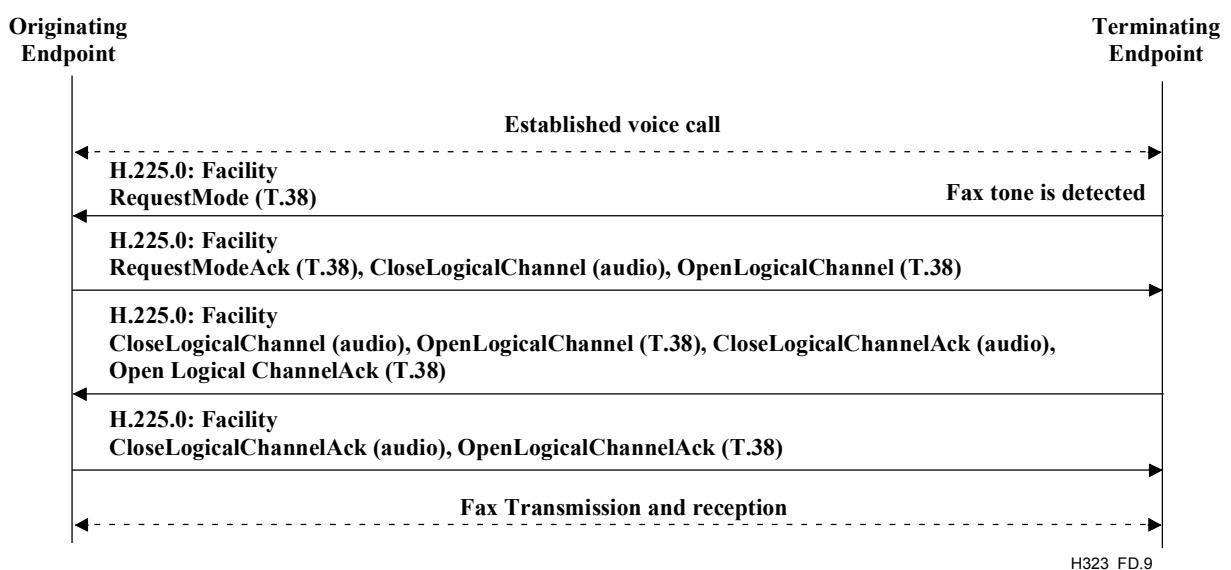 Originating
Endpoint
Terminating
Endpoint
Established voice call
H.225.0: Facility
RequestMode (T.38)
Fax tone is detected
H.225.0: Facility
RequestModeAck (T.38), CloseLogicalChannel (audio), OpenLogicalChannel (T.38)
H.225.0: Facility
CloseLogicalChannel (audio), OpenLogicalChannel (T.38), CloseLogicalChannelAck (audio),
Open Logical ChannelAck (T.38)
H.225.0: Facility
CloseLogicalChannelAck (audio), OpenLogicalChannelAck (T.38)
Fax Transmission and reception
H323_FD.9